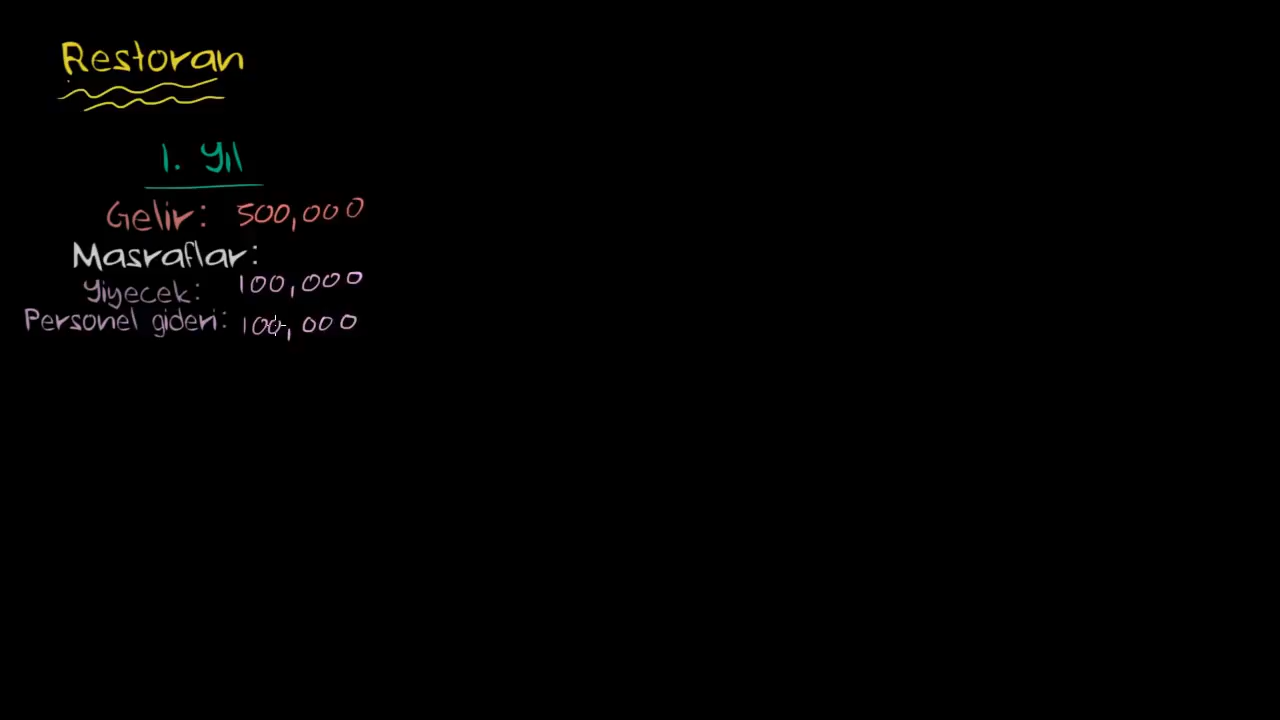 Restoran
1. Yıl
Gelir: 500,000
Masraflar:
Yiyecek: 100,000
Personel gideri: 100,000